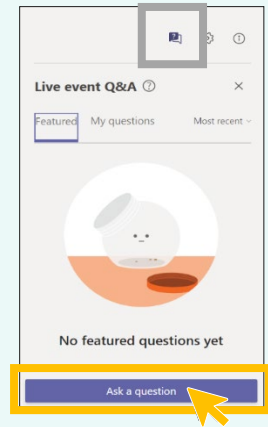 Live event Q&A
Featured My questions Most recent
No featured questions yet
Ask a question